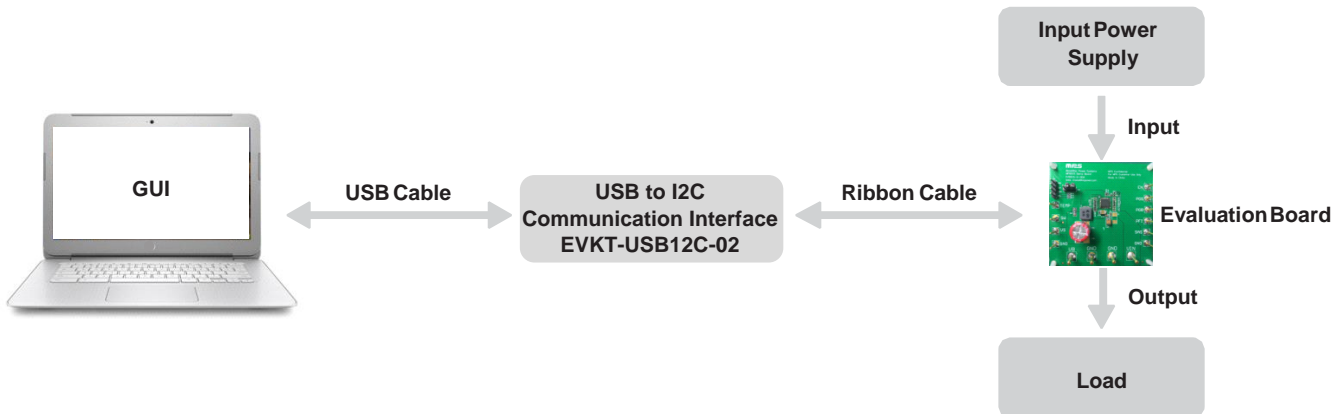 Input Power
Supply
Input
GUI
USB Cable
USB to I2C
Communication Interface
EVKT-USB12C-02
Ribbon Cable
Evaluation Board
Output
Load